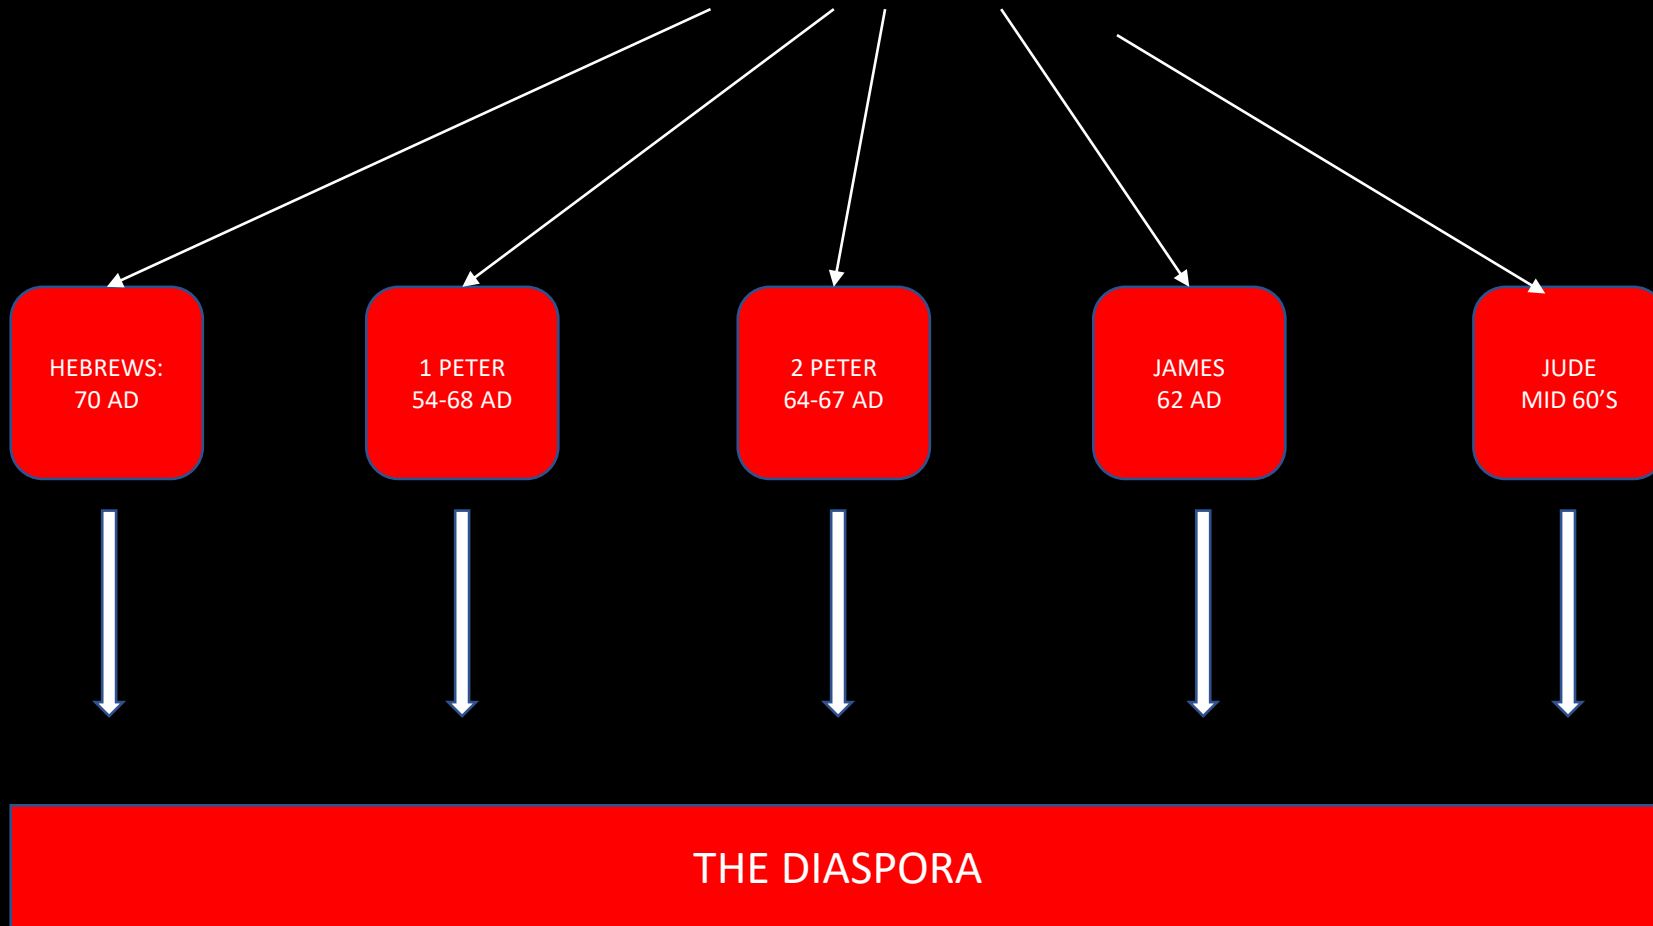 HEBREWS:
70 AD
1 PETER
54-68 AD
2 PETER
64-67 AD
JAMES
62 AD
JUDE
MID 60’S
THE DIASPORA